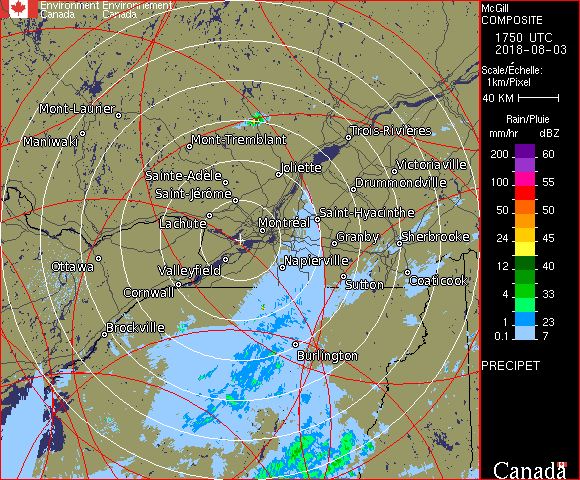 Environment Environnement
Canada Canada
McGill
COMPOSITE
1750 UTC
2018-08-03
Scale/Échelle:
1km/Pixel
40 KM
Rain/Pluie
mm/hr dBZ
200 60
100 55
50 50
24 45
12 40
4 33
2 30
1 23
0.1 7
PRECIPET
Canada
Mont-Laurier
Maniwaki
Mont-Tremblant
Trois-Rivières
Joliette
Victoriaville
Sainte-Adèle
Drummondville
Saint-Jérôme
Lachute
Montréal
Saint-Hyacinthe
Granby
Sherbrooke
Ottawa
Valleyfield
Napierville
Sutton
Coaticook
Cornwall
Brockville
Burlington